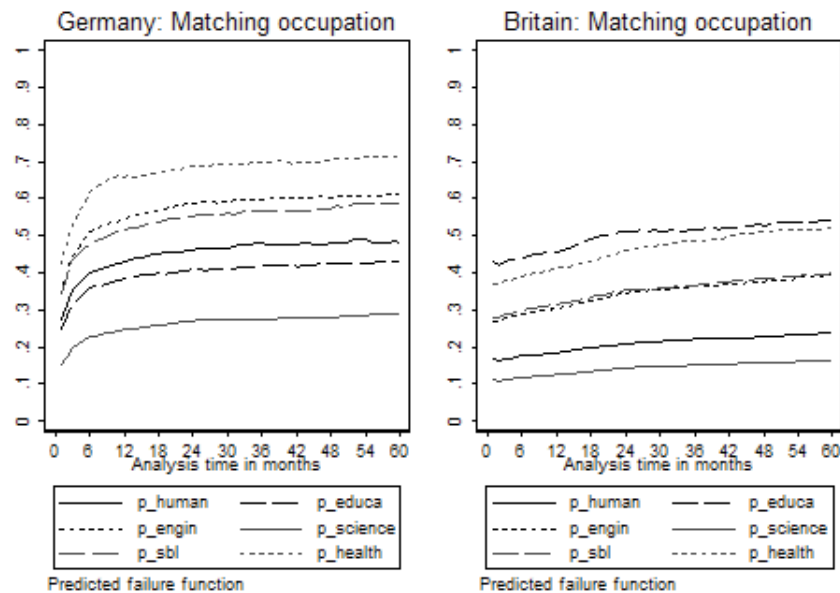 Germany: Matching occupation
1
.9
.8
.7
.6
.5
.4
.3
.2
.1
0
0 6 12 18 24 30 36 42 48 54 60
Analysis time in months
p_human p_educa
p_engin p_science
p_sbl p_health
Predicted failure function
Britain: Matching occupation
1
.9
.8
.7
.6
.5
.4
.3
.2
.1
0
0 6 12 18 24 30 36 42 48 54 60
Analysis time in months
p_human p_educa
p_engin p_science
p_sbl p_health
Predicted failure function